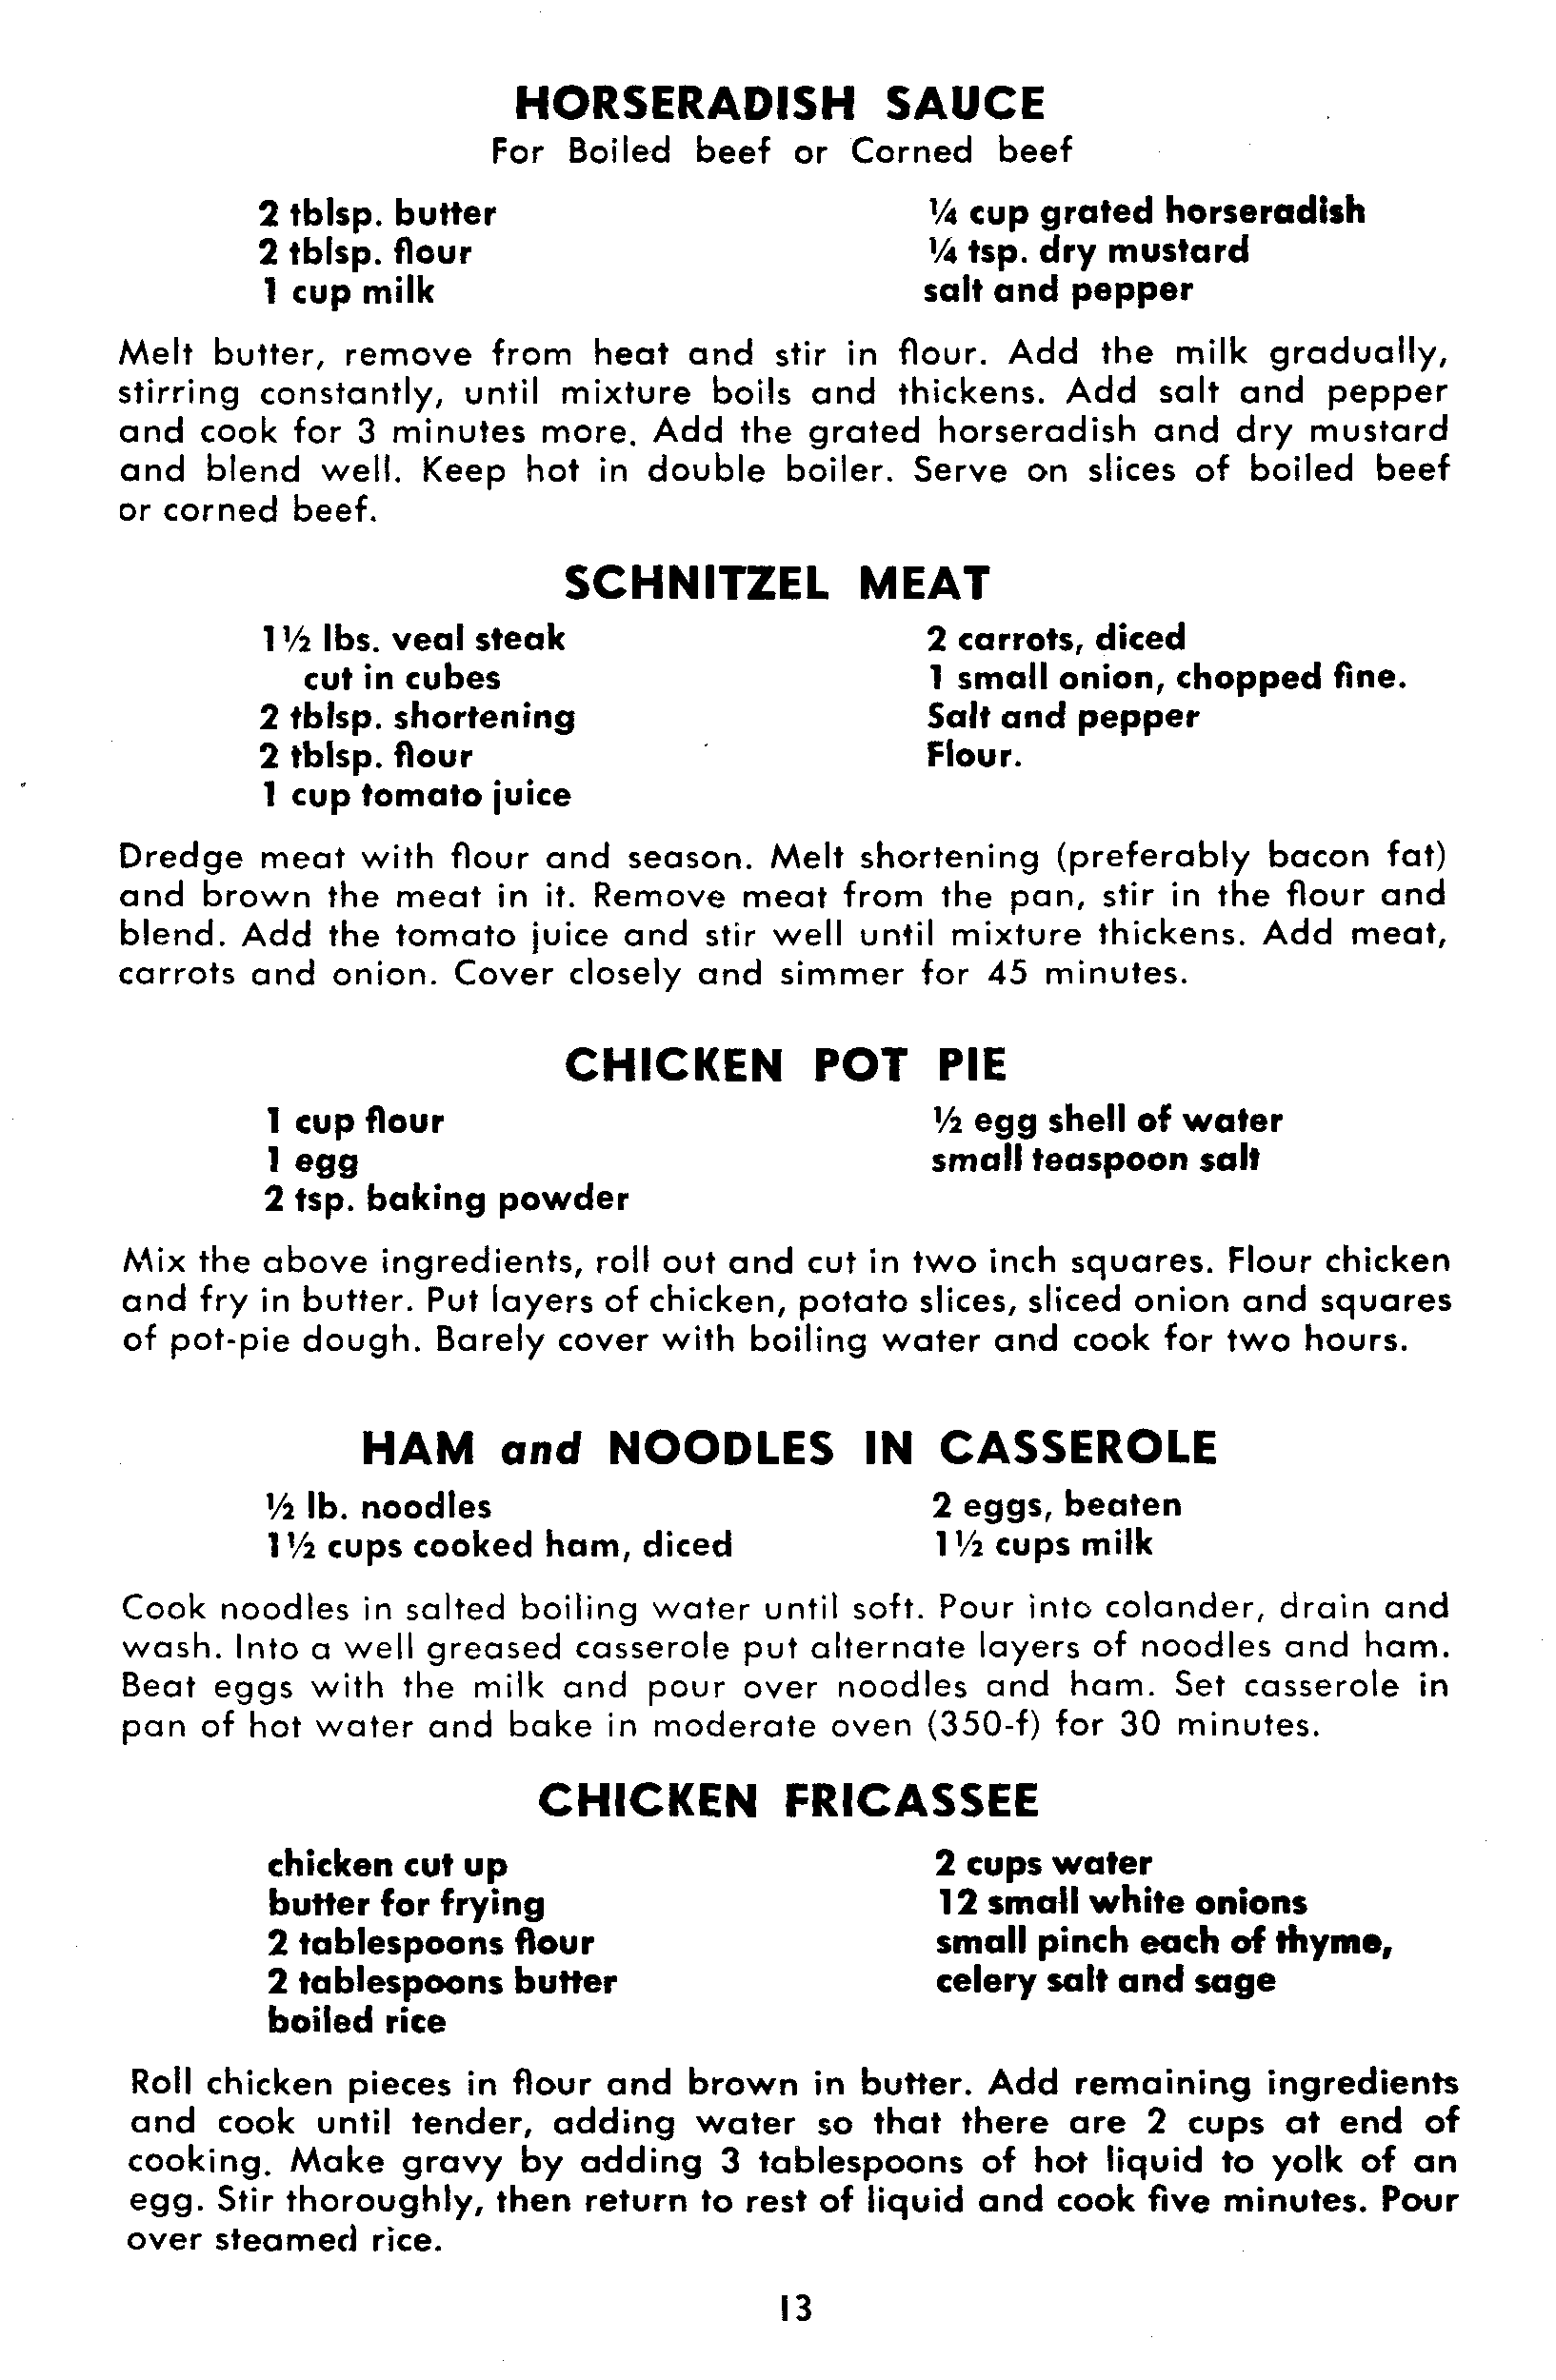 HORSERADISH SAUCE
For Boiled beef or Corned beef
2 tblsp. butter
2 tblsp. flour
1 cup milk
¼ cup grated horseradish
¼ tsp. dry mustard
salt and pepper
Melt butter, remove from heat and stir in flour. Add the milk gradually,
stirring constantly, until mixture boils and thickens. Add salt and pepper
and cook for 3 minutes more. Add the grated horseradish and dry mustard
and blend well. Keep hot in double boiler. Serve on slices of boiled beef
or corned beef.
SCHNITZEL MEAT
1½ lbs. veal steak
cut in cubes
2 tblsp. shortening
2 tblsp. flour
1 cup tomato juice
2 carrots, diced
1 small onion, chopped fine.
Salt and pepper
Flour.
Dredge meat with flour and season. Melt shortening (preferably bacon fat)
and brown the meat in it. Remove meat from the pan, stir in the flour and
blend. Add the tomato juice and stir well until mixture thickens. Add meat,
carrots and onion. Cover closely and simmer for 45 minutes.
CHICKEN POT PIE
1 cup flour
1 egg
2 tsp. baking powder
½ egg shell of water
small teaspoon salt
Mix the above ingredients, roll out and cut in two inch squares. Flour chicken
and fry in butter. Put layers of chicken, potato slices, sliced onion and squares
of pot-pie dough. Barely cover with boiling water and cook for two hours.
HAM and NOODLES IN CASSEROLE
½ lb. noodles
1½ cups cooked ham, diced
2 eggs, beaten
1½ cups milk
Cook noodles in salted boiling water until soft. Pour into colander, drain and
wash. Into a well greased casserole put alternate layers of noodles and ham.
Beat eggs with the milk and pour over noodles and ham. Set casserole in
pan of hot water and bake in moderate oven (350-f) for 30 minutes.
CHICKEN FRICASSEE
chicken cut up
butter for frying
2 tablespoons flour
2 tablespoons butter
boiled rice
2 cups water
12 small white onions
small pinch each of thyme,
celery salt and sage
Roll chicken pieces in flour and brown in butter. Add remaining ingredients
and cook until tender, adding water so that there are 2 cups at end of
cooking. Make gravy by adding 3 tablespoons of hot liquid to yolk of an
egg. Stir thoroughly, then return to rest of liquid and cook five minutes. Pour
over steamed rice.
13